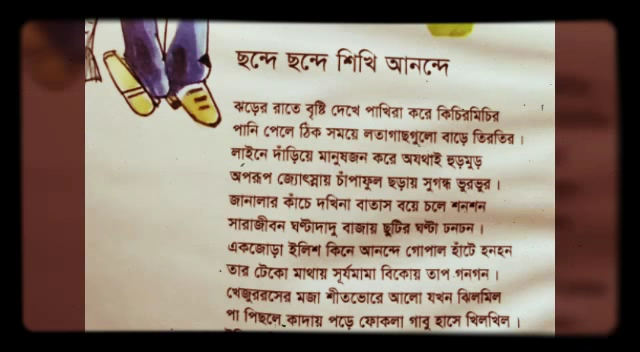 ছন্দে ছন্দে শিখি আনন্দে
ঝড়ের রাতে বৃষ্টি দেখে পাখিরা করে কিচিরমিচির
পানি পেলে ঠিক সময়ে লতাগাছগুলো বাড়ে তিরতির ।
লাইনে দাঁড়িয়ে মানুষজন করে অযথাই হুড়মুড়
অপরূপ জ্যোৎস্নায় চাঁপাফুল ছড়ায় সুগন্ধ ভুরভুর ।
জানালার কাঁচে দখিনা বাতাস বয়ে চলে শনশন
সারাজীবন ঘণ্টাদাদু বাজায় ছুটির ঘণ্টা ঢনঢন ।
একজোড়া ইলিশ কিনে আনন্দে গোপাল হাঁটে হনহন
তার টেকো মাথায় সূর্যমামা বিকোয় তাপ গনগন ।
খেজুররসের মজা শীতভোরে আলো যখন ঝিলমিল
পা পিছলে কাদায় পড়ে ফোকলা গাবু হাসে খিলখিল ।